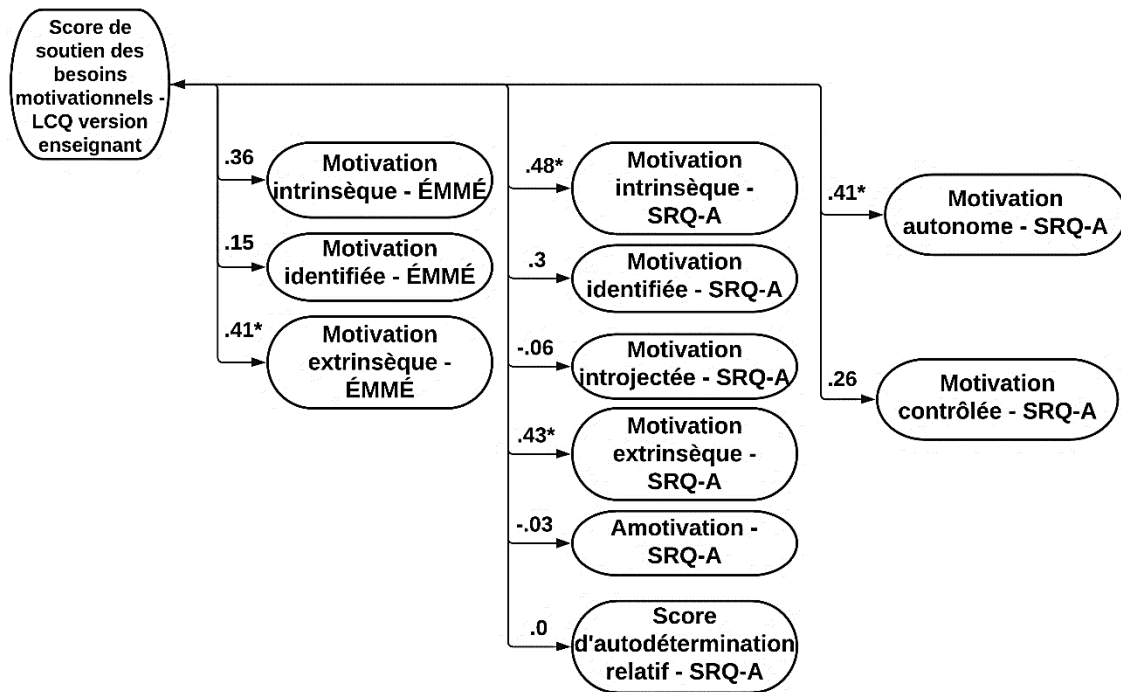 Score de
soutien des
besoins
motivationnels -
LCQ version
enseignant
.36
Motivation
intrinsèque - ÉMMÉ
.15
Motivation
identifiée - ÉMMÉ
.41*
Motivation
extrinsèque -
ÉMMÉ
.48*
Motivation
intrinsèque -
SRQ-A
.3
Motivation
identifiée - SRQ-A
-.06
Motivation
introjectée - SRQ-A
.43*
Motivation
extrinsèque -
SRQ-A
-.03
Amotivation -
SRQ-A
.0
Score
d'autodétermination
relatif - SRQ-A
.41*
Motivation
autonome - SRQ-A
.26
Motivation
contrôlée - SRQ-A